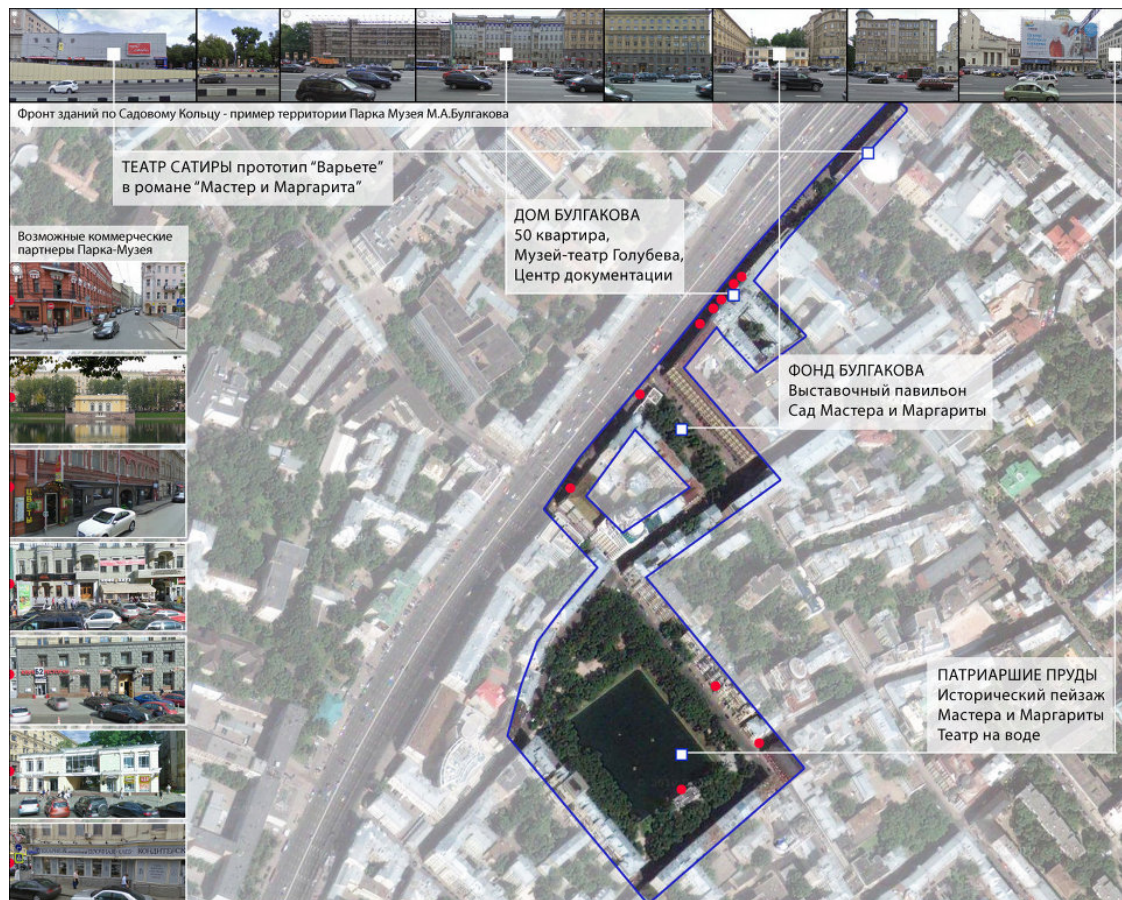 Фронт зданий по Садовому Кольцу - пример территории Парка Музея М.А.Булгакова
ТЕАТР САТИРЫ прототип “Варьете”
в романе “Мастер и Маргарита”
ДОМ БУЛГАКОВА
50 квартира,
Музей-театр Голубева,
Центр документации
Возможные коммерческие
партнеры Парка-Музея
ФОНД БУЛГАКОВА
Выставочный павильон
Сад Мастера и Маргариты
ПАТРИАРШИЕ ПРУДЫ
Исторический пейзаж
Мастера и Маргариты
Театр на воде